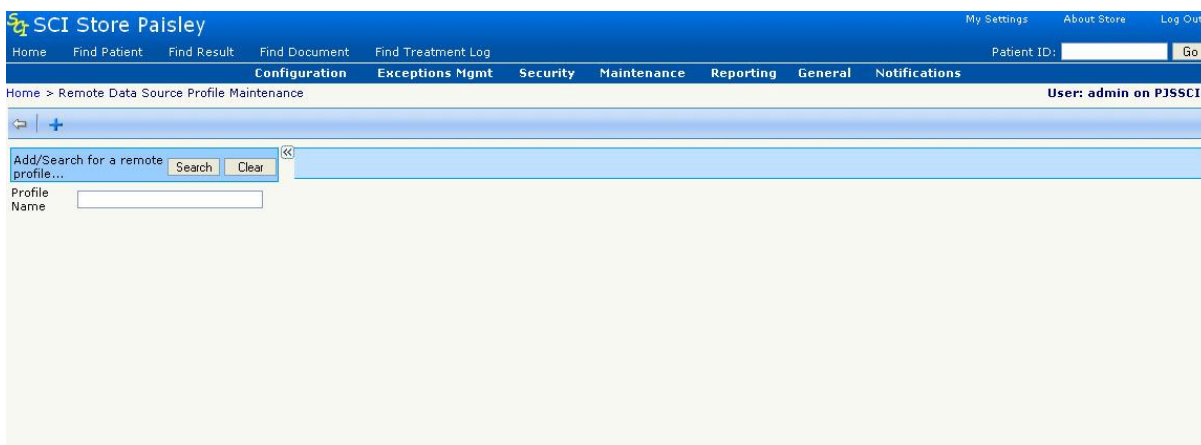 SCI SCI Store Paisley
My Settings About Store Log Out
Home Find Patient Find Result Find Document Find Treatment Log Patient ID: Go
Configuration Exceptions Mgmt Security Maintenance Reporting General Notifications
Home > Remote Data Source Profile Maintenance User: admin on PJSSCI
Add/Search for a remote profile... Search Clear
Profile Name